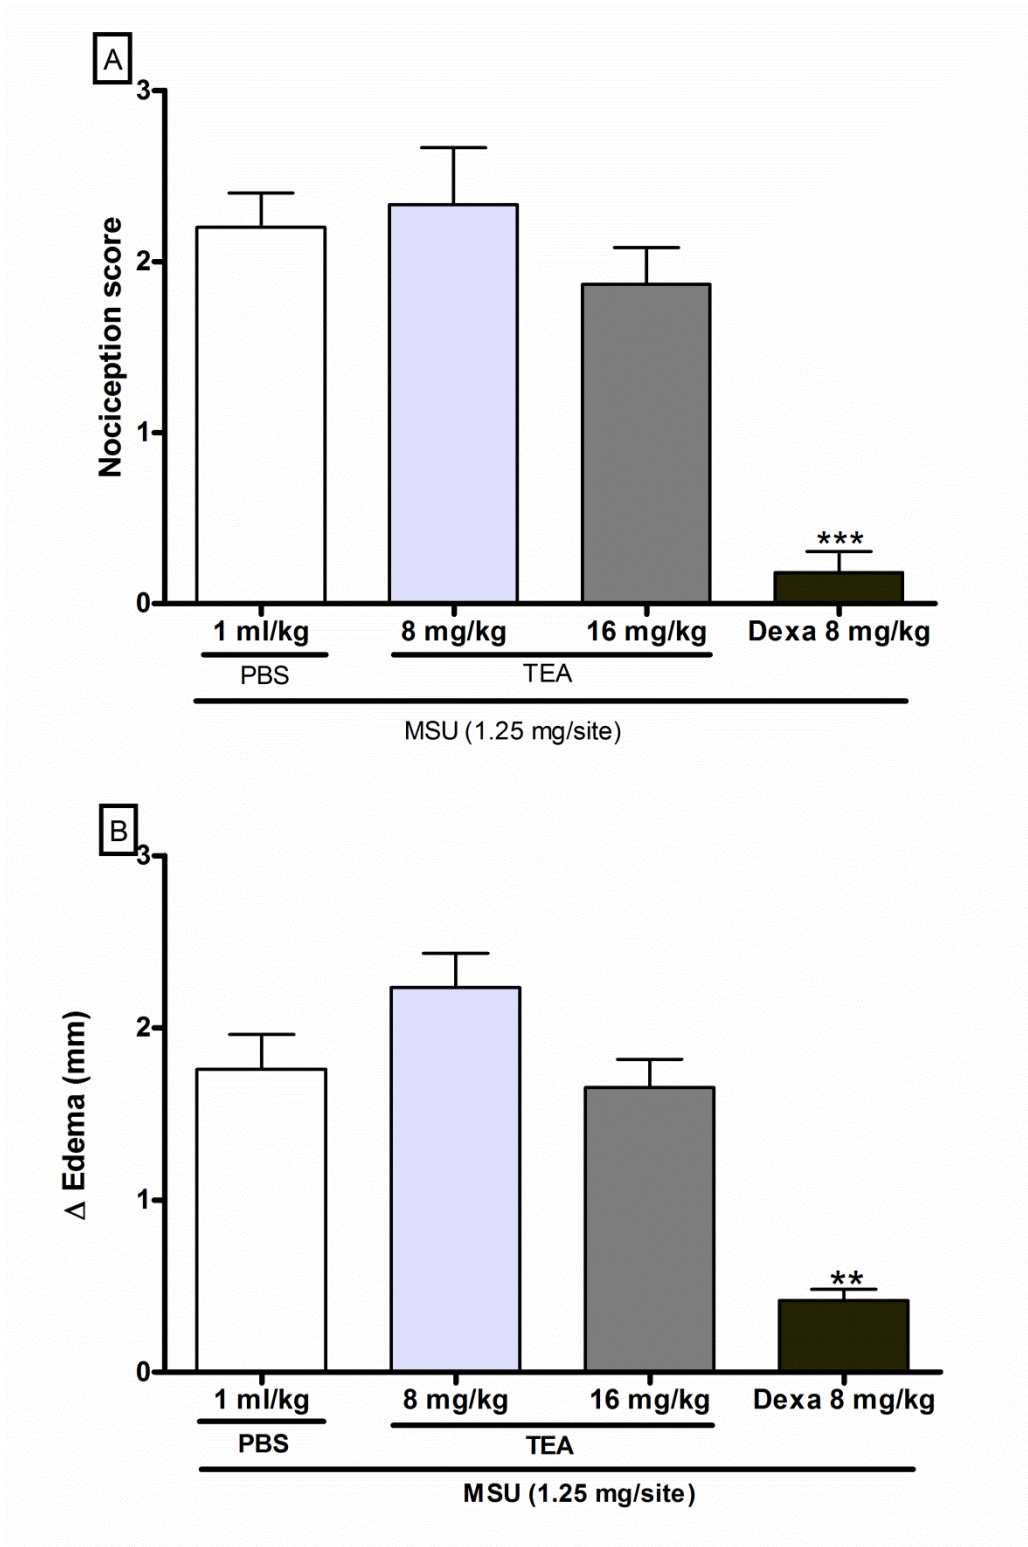 A
3
2
1
0
Nociception score
***
1 ml/kg 8 mg/kg 16 mg/kg Dexa 8 mg/kg
PBS TEA
MSU (1.25 mg/site)
B
3
2
1
0
Δ Edema (mm)
**
1 ml/kg 8 mg/kg 16 mg/kg Dexa 8 mg/kg
PBS TEA
MSU (1.25 mg/site)